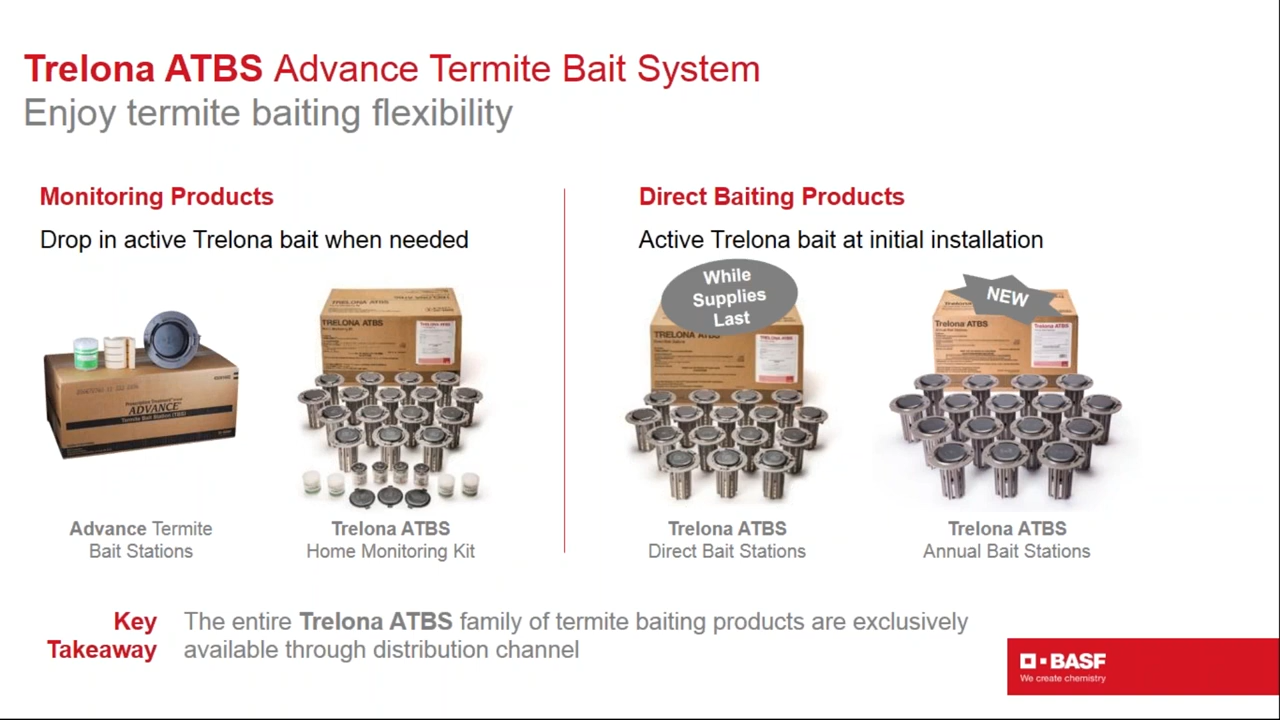 Trelona ATBS Advance Termite Bait System
Enjoy termite baiting flexibility
Monitoring Products
Drop in active Trelona bait when needed
ADVANCE
Termite Bait Station (TBS)
TRELONA ATBS
Advance Termite
Bait Stations
Trelona ATBS
Home Monitoring Kit
Direct Baiting Products
Active Trelona bait at initial installation
While
Supplies
Last
TRELONA ATBS
NEW
Trelona ATBS
Trelona ATBS
Direct Bait Stations
Trelona ATBS
Annual Bait Stations
Key
Takeaway
The entire Trelona ATBS family of termite baiting products are exclusively
available through distribution channel
BASF
We create chemistry